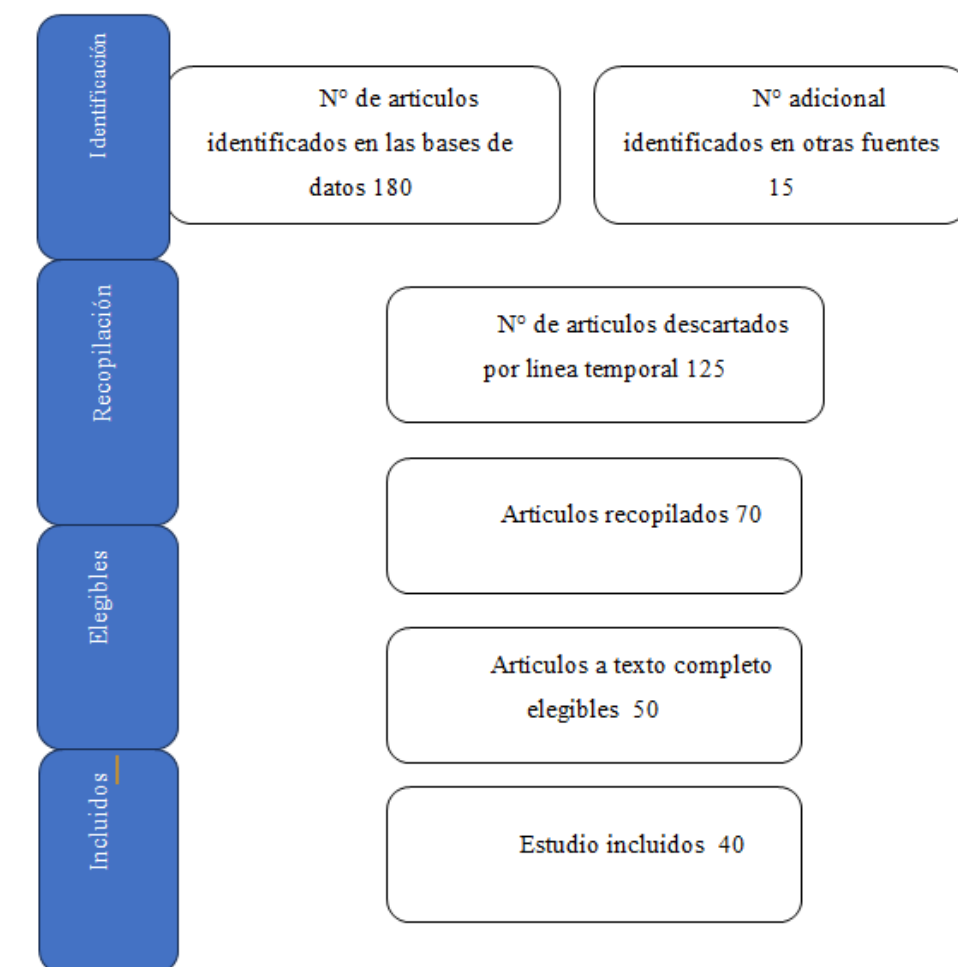 Identificación
N° de articulos
identificados en las bases de
datos 180
N° adicional
identificados en otras fuentes
15
Recopilación
N° de articulos descartados
por linea temporal 125
Articulos recopilados 70
Elegibles
Articulos a texto completo
elegibles 50
Incluidos
Estudio incluidos 40